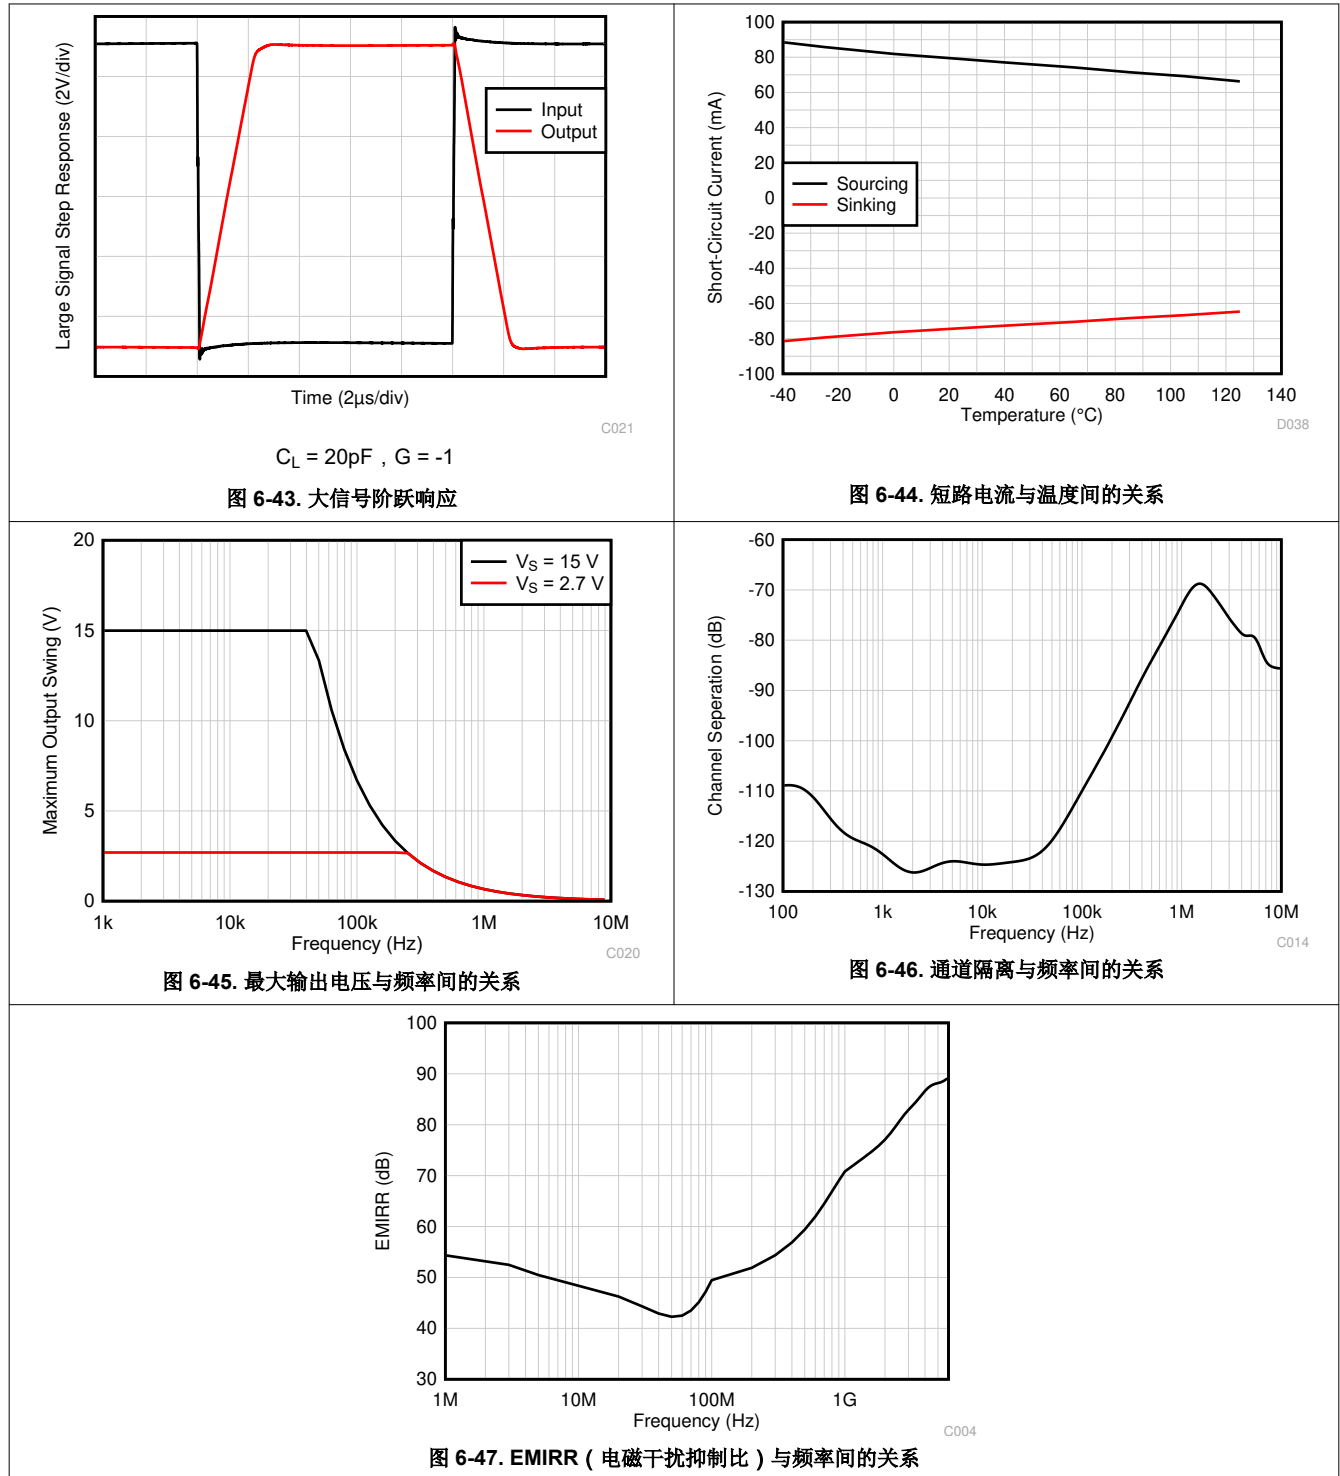 Large Signal Step Response (2V/div)
Input
Output
Time (2μs/div)
C021
CL = 20pF , G = -1
图 6-43. 大信号阶跃响应
100
80
60
40
20
0
-20
-40
-60
-80
-100
Short-Circuit Current (mA)
Sourcing
Sinking
-40 -20 0 20 40 60 80 100 120 140
Temperature (°C)
D038
图 6-44. 短路电流与温度间的关系
20
15
10
5
0
Maximum Output Swing (V)
VS = 15 V
VS = 2.7 V
1k 10k 100k 1M 10M
Frequency (Hz)
C020
图 6-45. 最大输出电压与频率间的关系
-60
-70
-80
-90
-100
-110
-120
-130
Channel Seperation (dB)
100 1k 10k 100k 1M 10M
Frequency (Hz)
C014
图 6-46. 通道隔离与频率间的关系
100
90
80
70
60
50
40
30
EMIRR (dB)
1M 10M 100M 1G
Frequency (Hz)
C004
图 6-47. EMIRR（电磁干扰抑制比）与频率间的关系